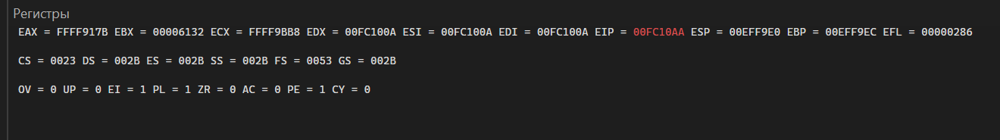 Регистры
EAX = FFFF917B EBX = 00006132 ECX = FFFF9BB8 EDX = 00FC100A ESI = 00FC100A EDI = 00FC100A EIP = 00FC10AA ESP = 00EFF9E0 EBP = 00EFF9EC EFL = 00000286
CS = 0023 DS = 002B ES = 002B SS = 002B FS = 0053 GS = 002B
OV = 0 UP = 0 EI = 1 PL = 1 ZR = 0 AC = 0 PE = 1 CY = 0